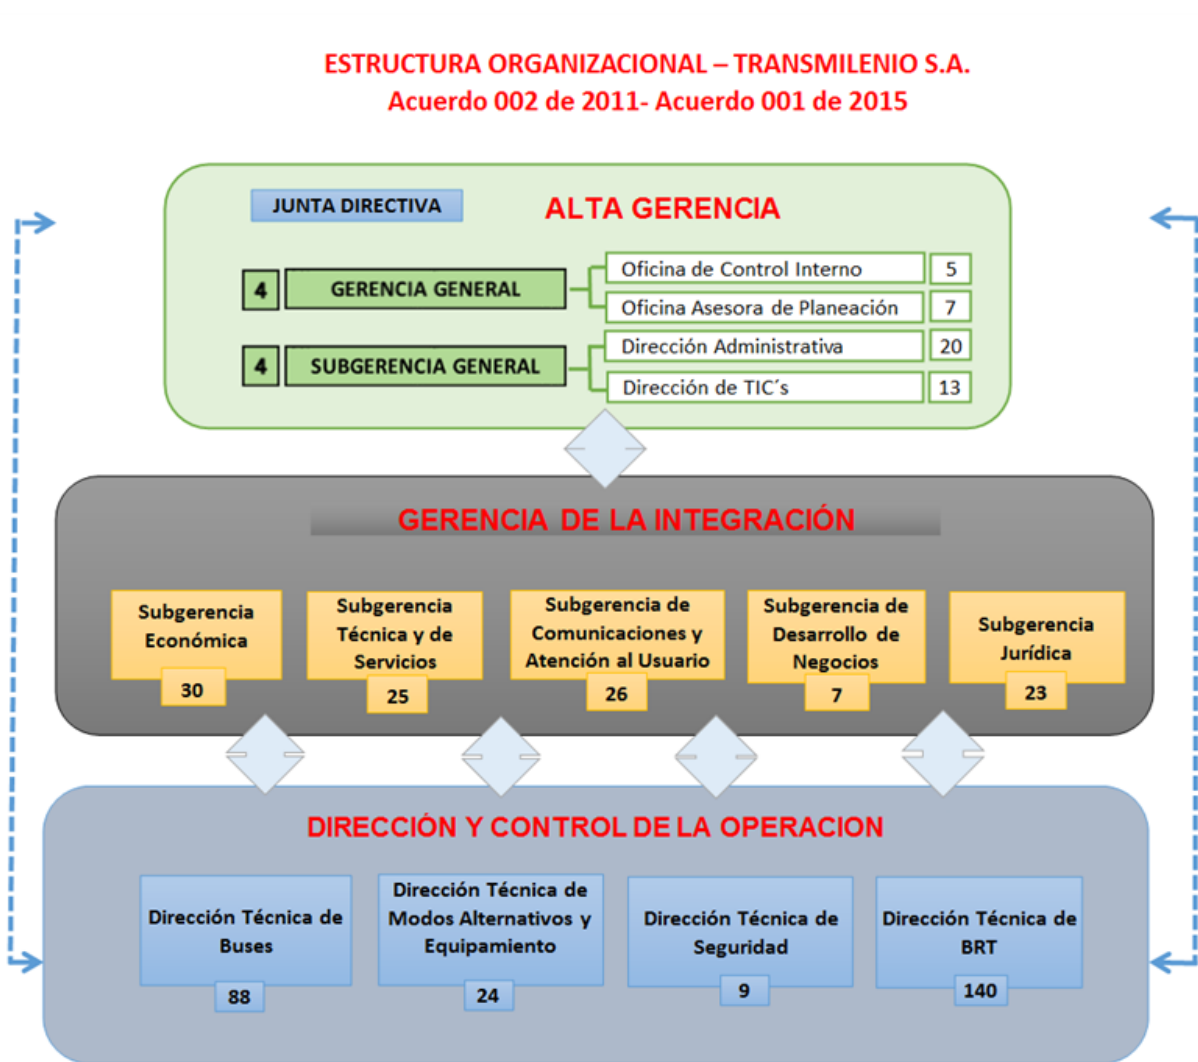 ESTRUCTURA ORGANIZACIONAL – TRANSMILENIO S.A.
Acuerdo 002 de 2011- Acuerdo 001 de 2015
JUNTA DIRECTIVA
ALTA GERENCIA
4
GERENCIA GENERAL
Oficina de Control Interno
5
Oficina Asesora de Planeación
7
4
SUBGERENCIA GENERAL
Dirección Administrativa
20
Dirección de TIC´s
13
GERENCIA DE LA INTEGRACIÓN
Subgerencia
Económica
30
Subgerencia
Técnica y de
Servicios
25
Subgerencia de
Comunicaciones y
Atención al Usuario
26
Subgerencia de
Desarrollo de
Negocios
7
Subgerencia
Jurídica
23
DIRECCIÓN Y CONTROL DE LA OPERACION
Dirección Técnica de
Buses
88
Dirección Técnica de
Modos Alternativos y
Equipamiento
24
Dirección Técnica de
Seguridad
9
Dirección Técnica de
BRT
140